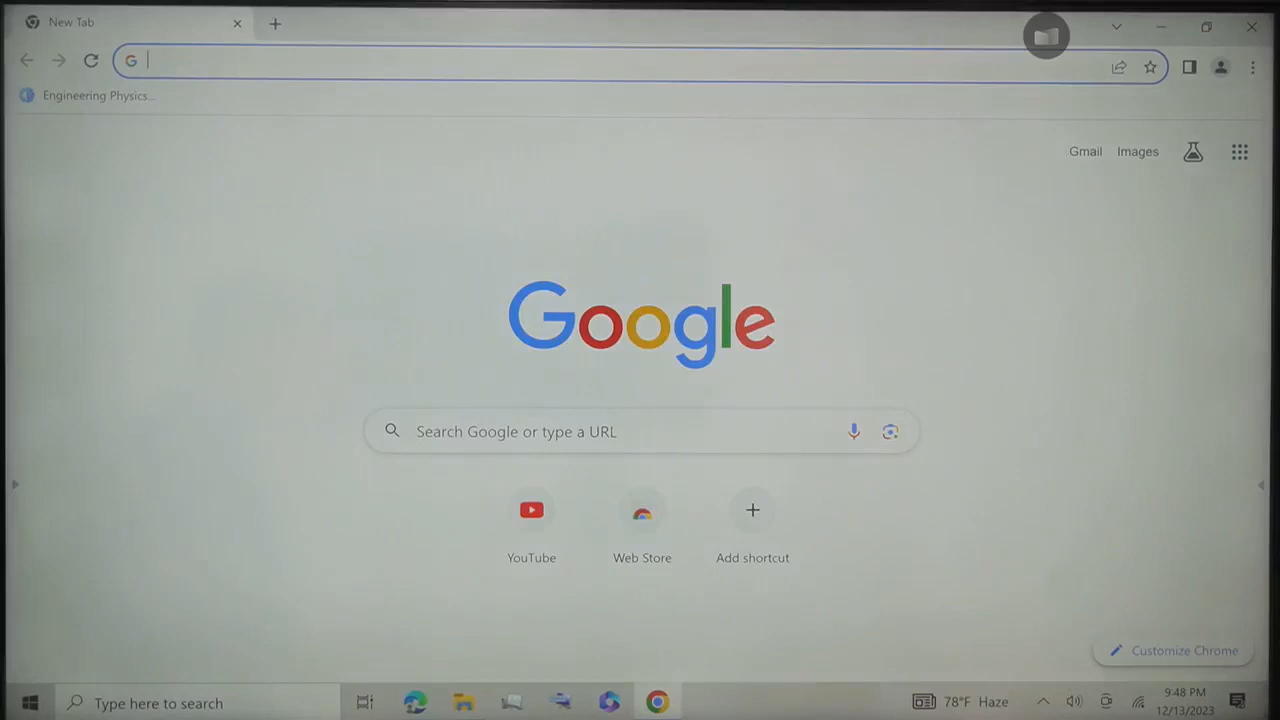 New Tab
Engineering Physics...
Gmail Images
Google
Search Google or type a URL
YouTube Web Store Add shortcut
Customize Chrome
Type here to search
78°F Haze
9:48 PM
12/13/2023